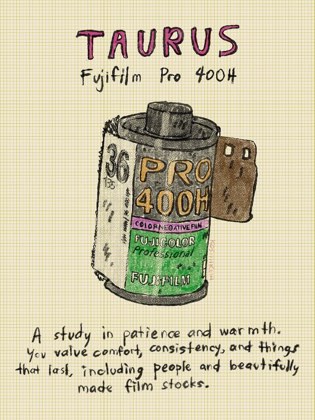 TAURUS
Fujifilm Pro 400H
36
135
PRO
400H
COLOR NEGATIVE FILM
FUJICOLOR
Professional
FUJIFILM
A study in patience and warmth.
You value comfort, consistency, and things
that last, including people and beautifully
made film stocks.